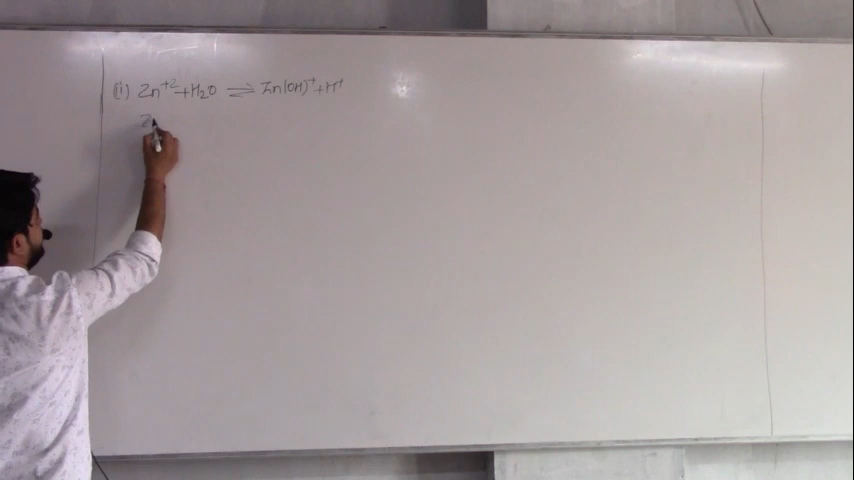 (ii) Zn⁺² + H₂O ⇌ Zn(OH)⁺ + H⁺
Z